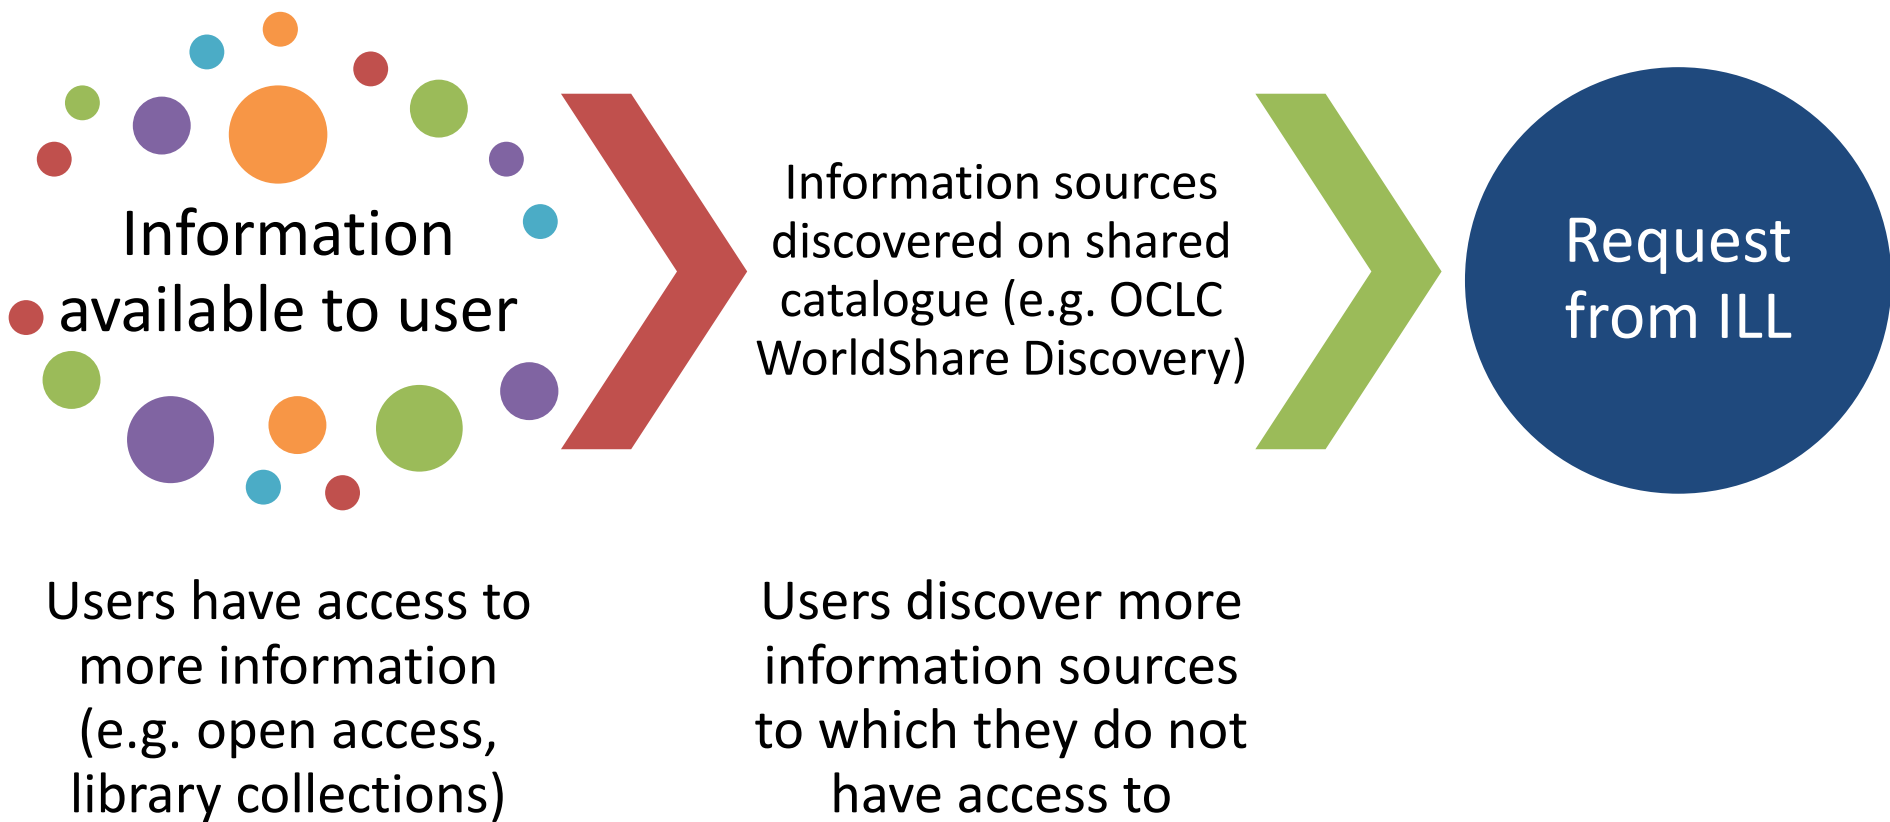 Information
available to user
Information sources
discovered on shared
catalogue (e.g. OCLC
WorldShare Discovery)
Request
from ILL
Users have access to
more information
(e.g. open access,
library collections)
Users discover more
information sources
to which they do not
have access to